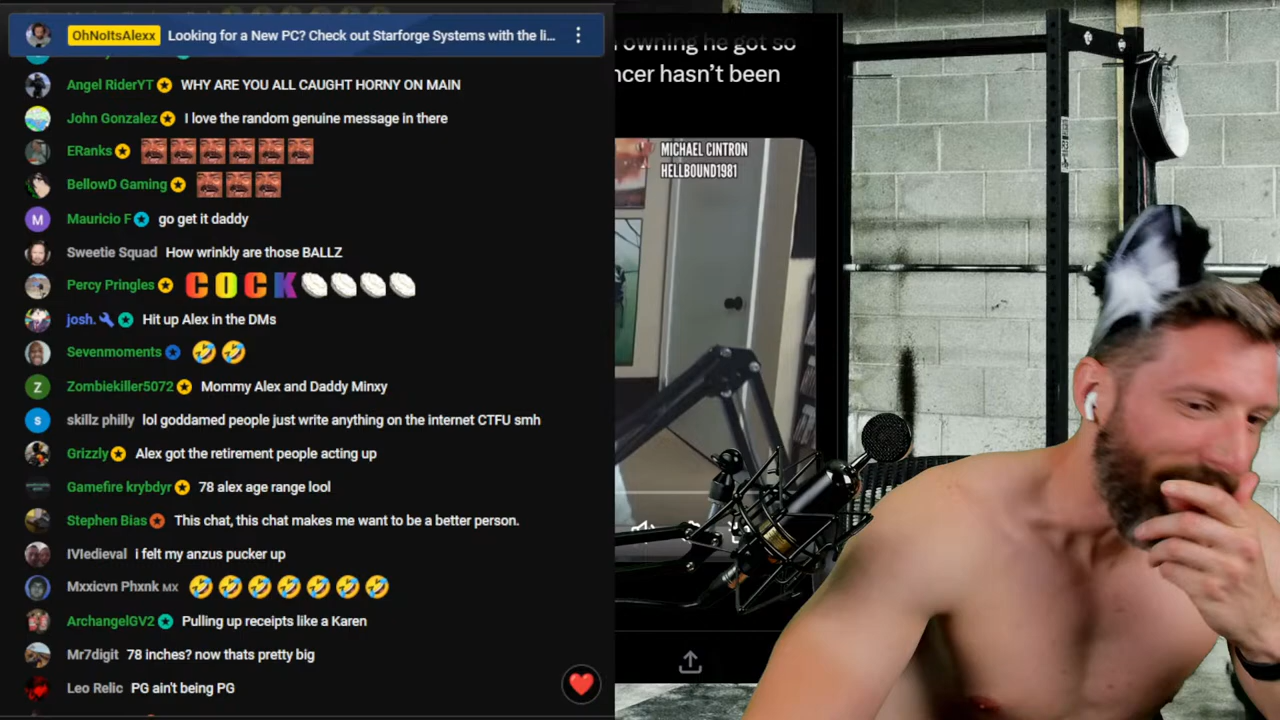 OhNoItsAlexx Looking for a New PC? Check out Starforge Systems with the li...
Angel RiderYT WHY ARE YOU ALL CAUGHT HORNY ON MAIN
John Gonzalez I love the random genuine message in there
ERanks
BellowD Gaming
M Mauricio F go get it daddy
Sweetie Squad How wrinkly are those BALLZ
Percy Pringles COCK
josh. Hit up Alex in the DMs
Sevenmoments
Z Zombiekiller5072 Mommy Alex and Daddy Minxy
s skillz philly lol goddamed people just write anything on the internet CTFU smh
Grizzly Alex got the retirement people acting up
Gamefire krybdyr 78 alex age range lool
Stephen Bias This chat, this chat makes me want to be a better person.
IVIedieval i felt my anzus pucker up
Mxxicvn Phxnk MX
ArchangelGV2 Pulling up receipts like a Karen
Mr7digit 78 inches? now thats pretty big
Leo Relic PG ain't being PG
owning he got so
hasn't been
MICHAEL CINTRON
HELLBOUND1981